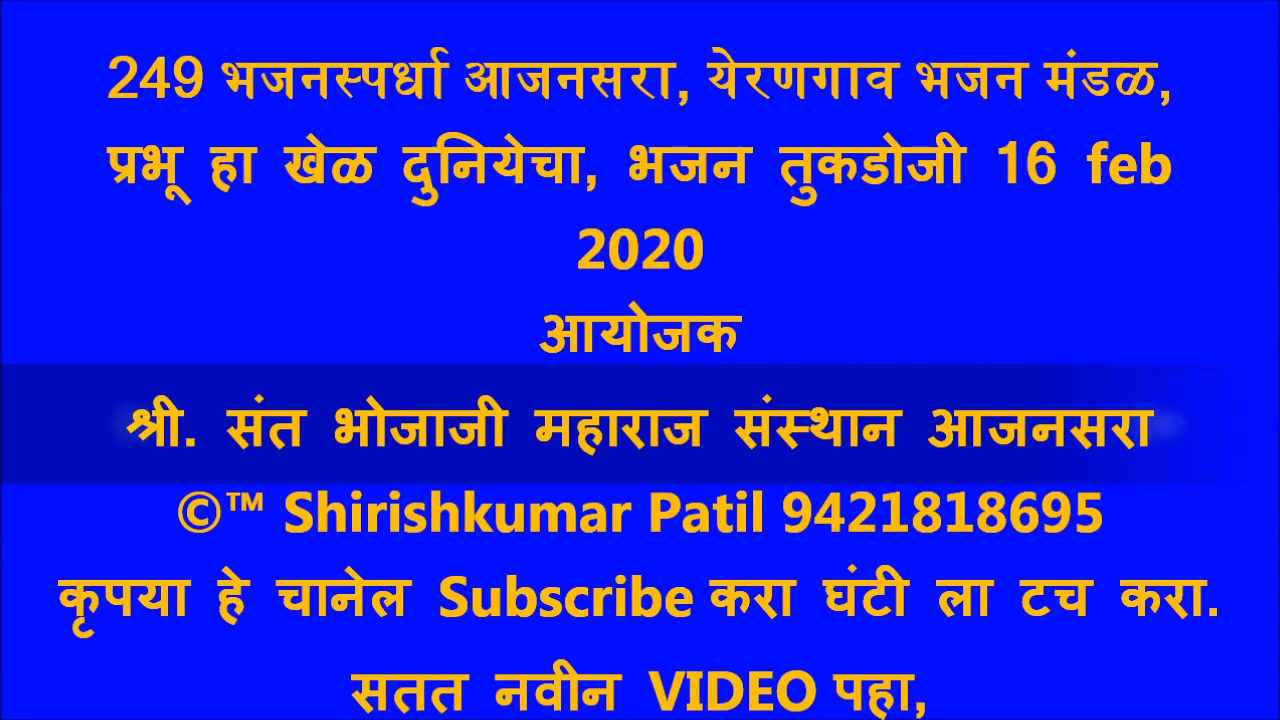 249 भजनस्पर्धा आजनसरा, येरणगाव भजन मंडळ,
प्रभू हा खेळ दुनियेचा, भजन तुकडोजी 16 feb
2020
आयोजक
श्री. संत भोजाजी महाराज संस्थान आजनसरा
©™ Shirishkumar Patil 9421818695
कृपया हे चानेल Subscribe करा घंटी ला टच करा.
सतत नवीन VIDEO पहा,